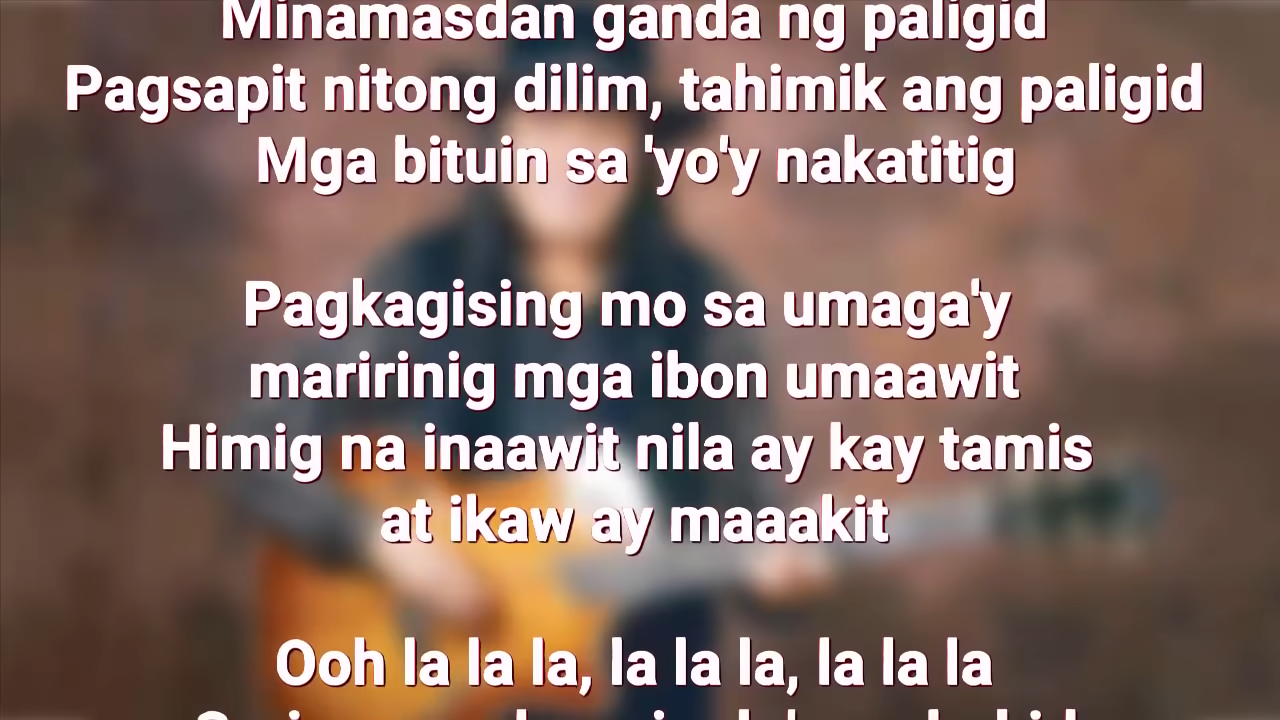 Minamasdan ganda ng paligid
Pagsapit nitong dilim, tahimik ang paligid
Mga bituin sa 'yo'y nakatitig
Pagkagising mo sa umaga'y
maririnig mga ibon umaawit
Himig na inaawit nila ay kay tamis
at ikaw ay maaakit
Ooh la la la, la la la, la la la